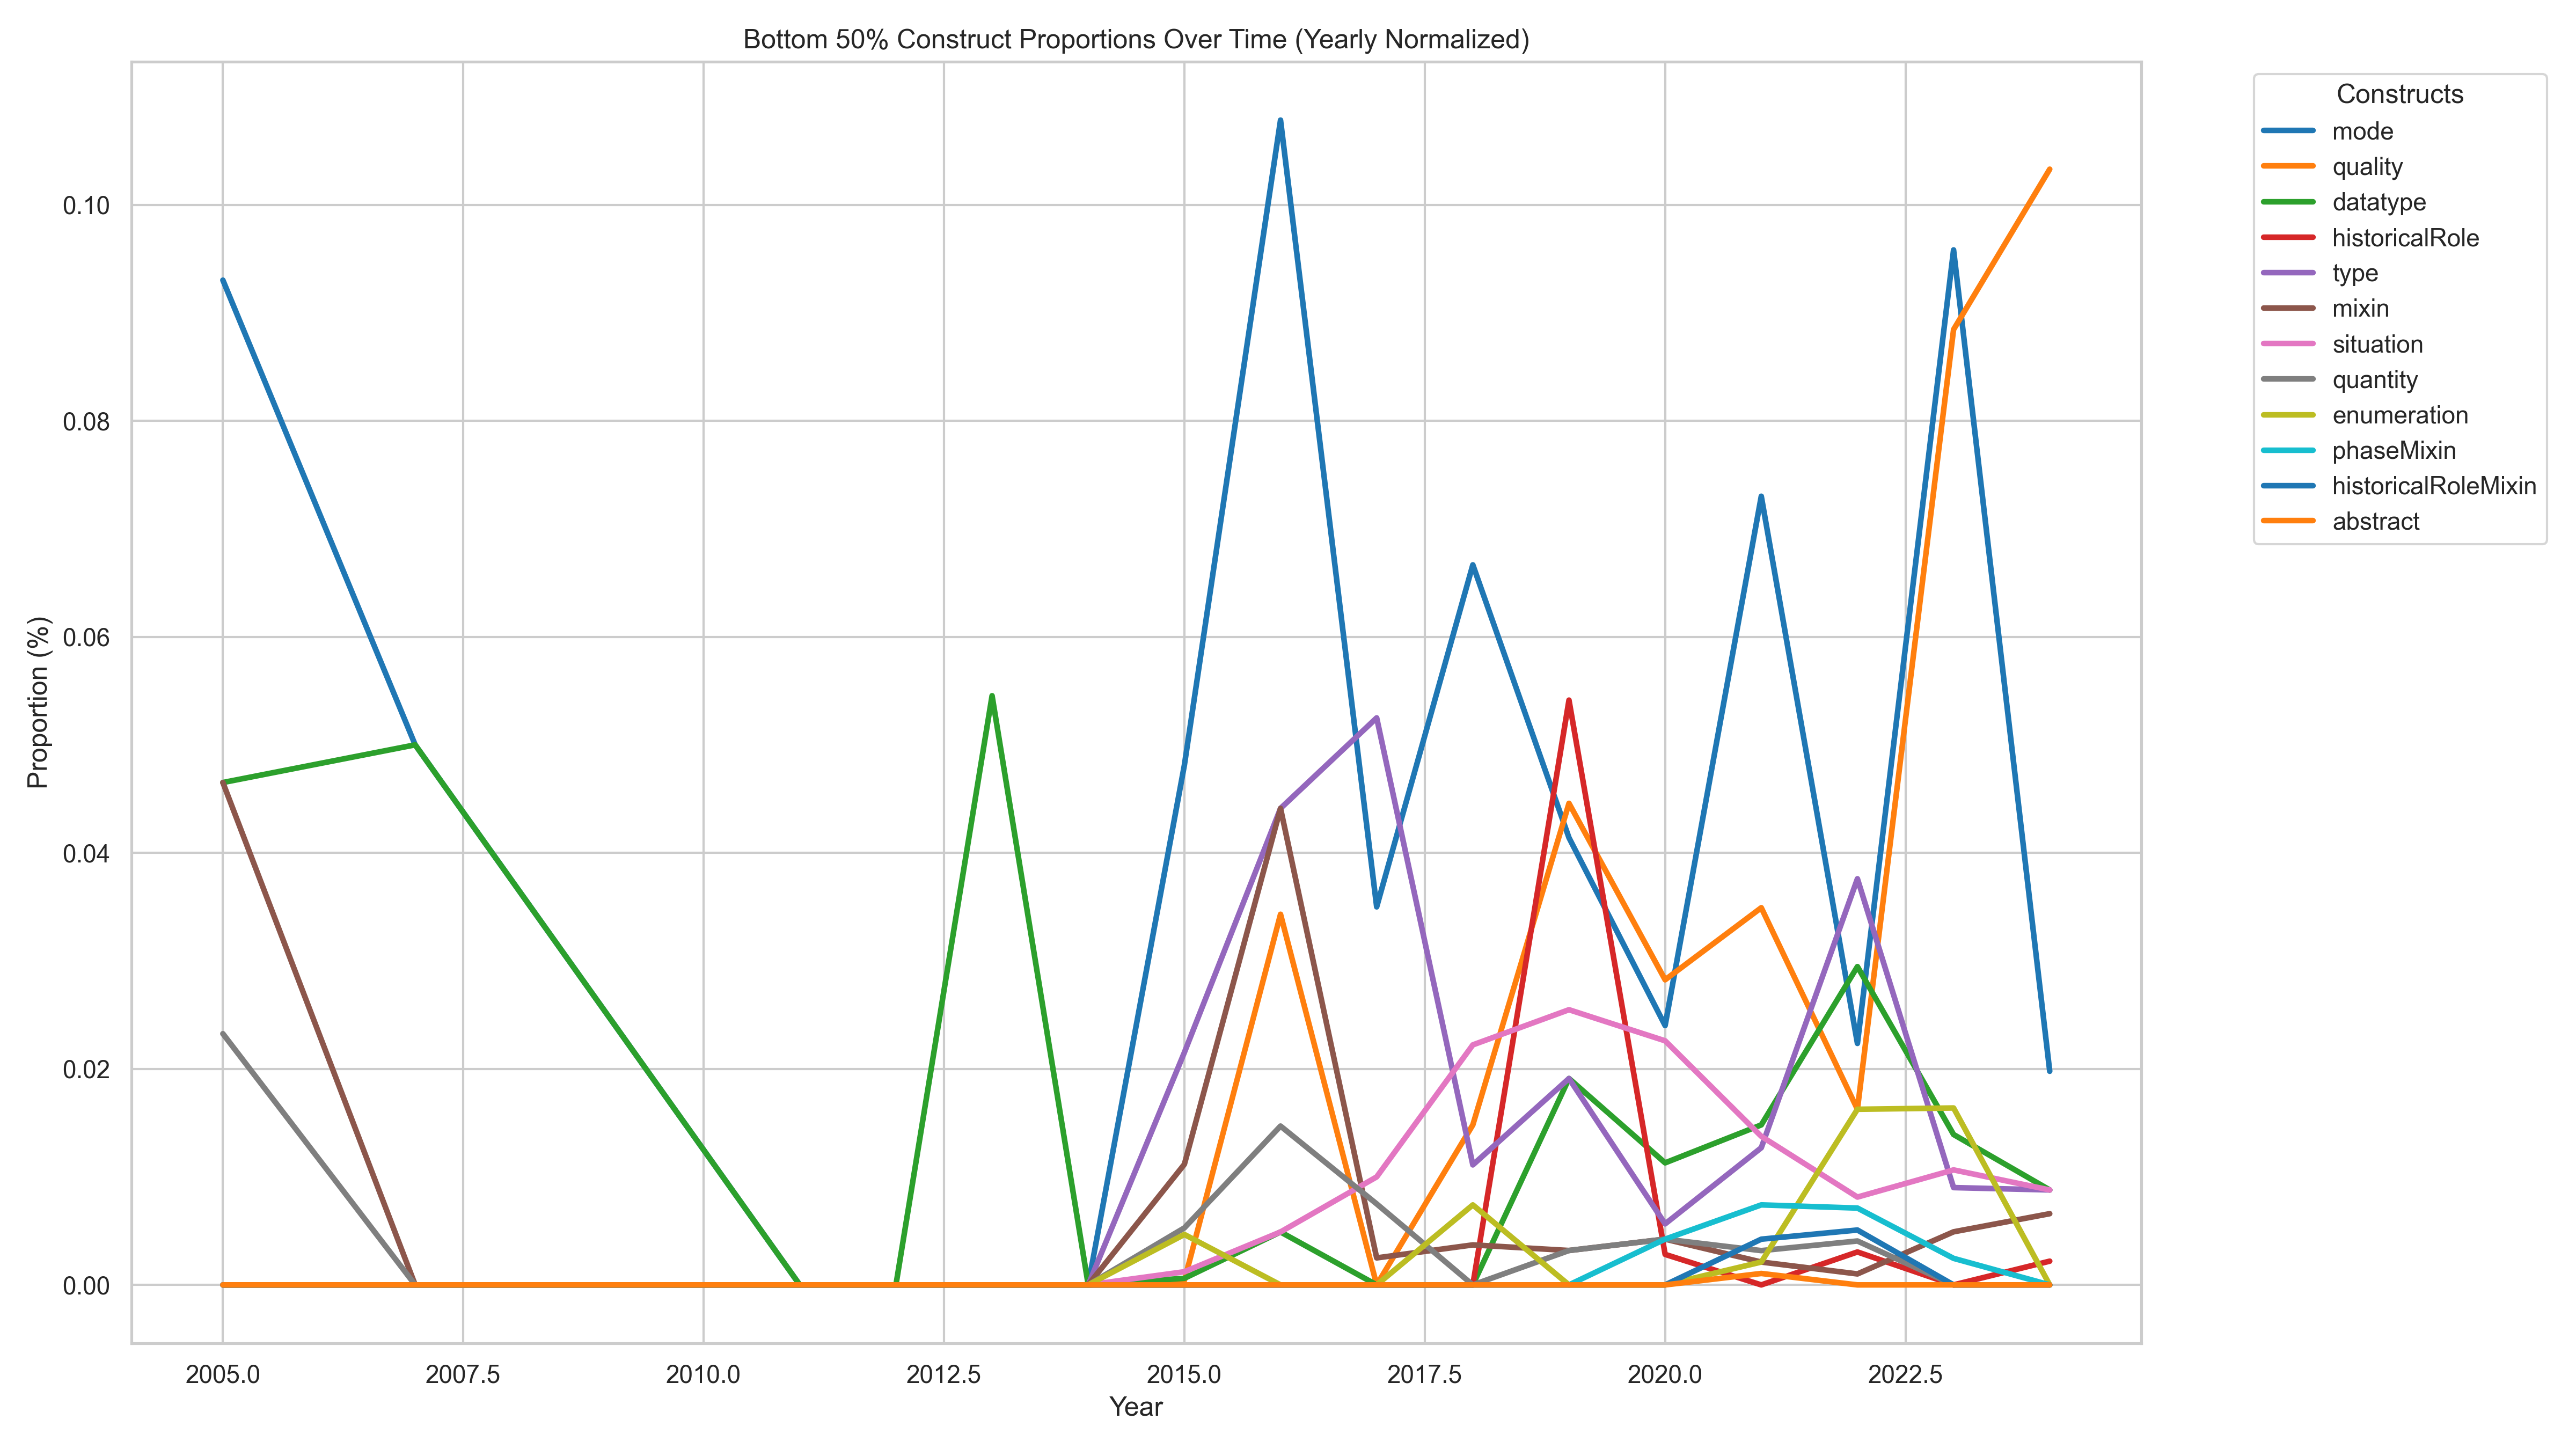 Bottom 50% Construct Proportions Over Time (Yearly Normalized)
Constructs
mode
quality
datatype
historicalRole
type
mixin
situation
quantity
enumeration
phaseMixin
historicalRoleMixin
abstract
Proportion (%)
0.10
0.08
0.06
0.04
0.02
0.00
2005.0 2007.5 2010.0 2012.5 2015.0 2017.5 2020.0 2022.5
Year